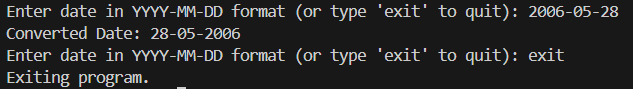 Enter date in YYYY-MM-DD format (or type 'exit' to quit): 2006-05-28
Converted Date: 28-05-2006
Enter date in YYYY-MM-DD format (or type 'exit' to quit): exit
Exiting program.